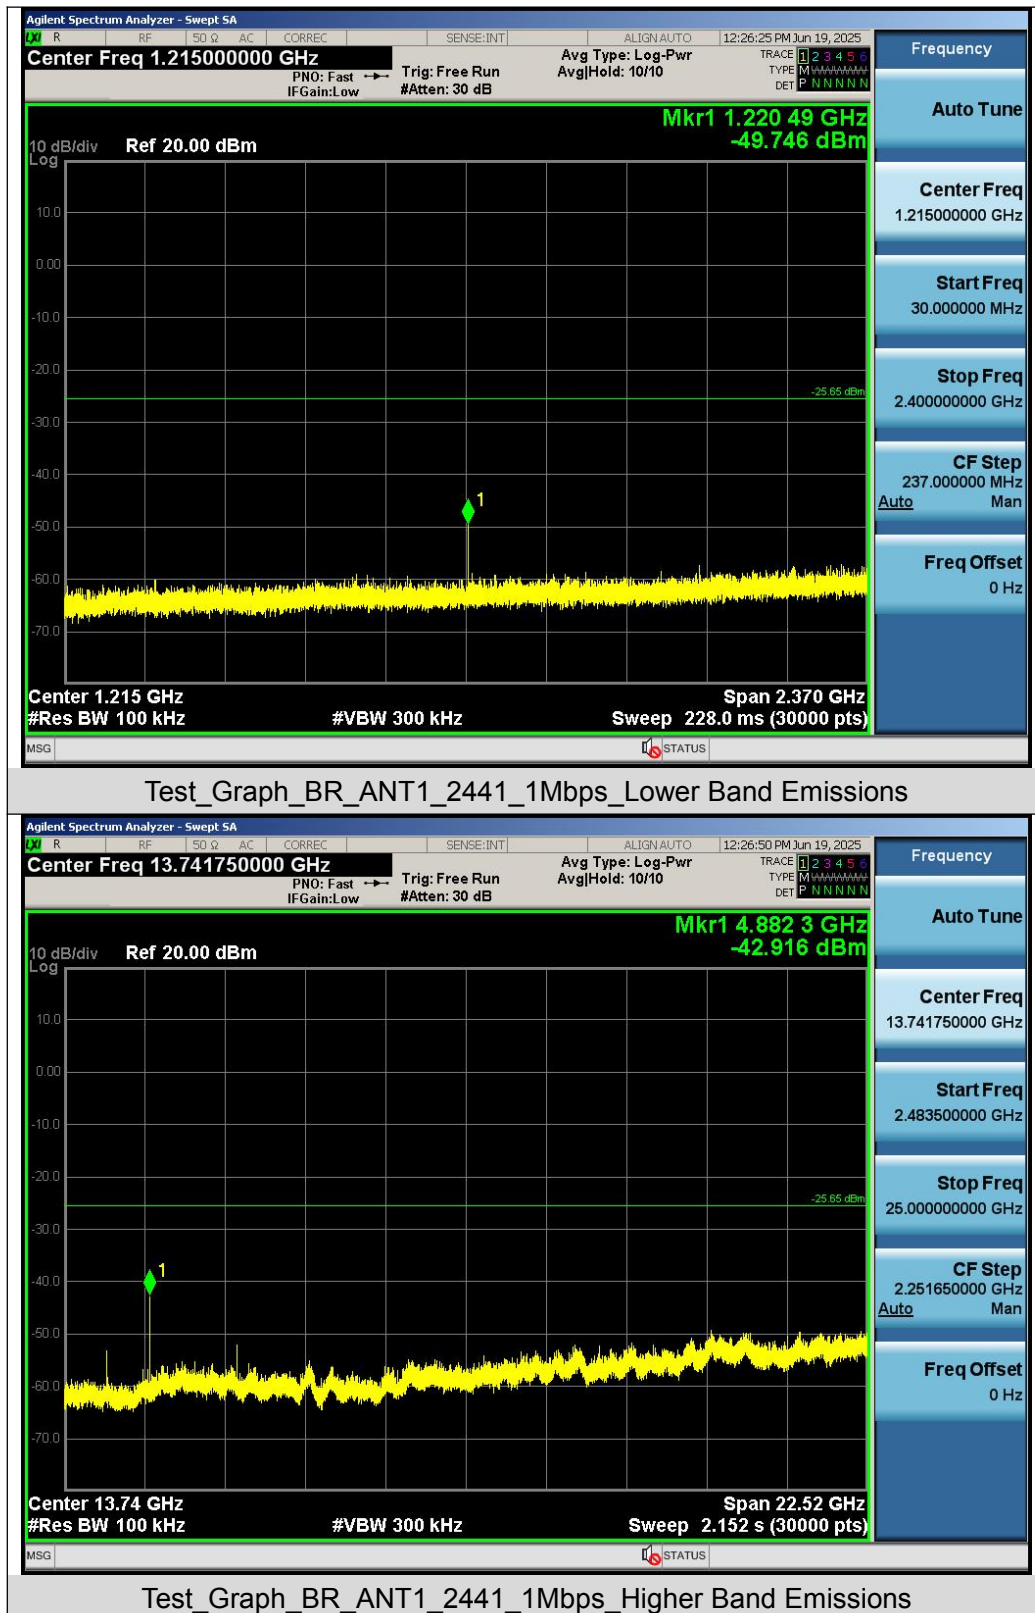 Agilent Spectrum Analyzer - Swept SA
LXI R RF 50 Ω AC CORREC SENSE:INT ALIGN AUTO 12:26:25 PM Jun 19, 2025
Center Freq 1.215000000 GHz
PNO: Fast
IFGain:Low
Trig: Free Run
#Atten: 30 dB
Avg Type: Log-Pwr
Avg|Hold: 10/10
TRACE 1 2 3 4 5 6
TYPE M WWWWW
DET P N N N N N
Frequency
Auto Tune
Mkr1 1.220 49 GHz
-49.746 dBm
10 dB/div Ref 20.00 dBm
Log
10.0
0.00
-10.0
-20.0
-30.0
-40.0
-50.0
-60.0
-70.0
-25.65 dBm
1
Center Freq
1.215000000 GHz
Start Freq
30.000000 MHz
Stop Freq
2.400000000 GHz
CF Step
237.000000 MHz
Auto Man
Freq Offset
0 Hz
Center 1.215 GHz Span 2.370 GHz
#Res BW 100 kHz #VBW 300 kHz Sweep 228.0 ms (30000 pts)
MSG STATUS
Test_Graph_BR_ANT1_2441_1Mbps_Lower Band Emissions
Agilent Spectrum Analyzer - Swept SA
LXI R RF 50 Ω AC CORREC SENSE:INT ALIGN AUTO 12:26:50 PM Jun 19, 2025
Center Freq 13.741750000 GHz
PNO: Fast
IFGain:Low
Trig: Free Run
#Atten: 30 dB
Avg Type: Log-Pwr
Avg|Hold: 10/10
TRACE 1 2 3 4 5 6
TYPE M WWWWW
DET P N N N N N
Frequency
Auto Tune
Mkr1 4.882 3 GHz
-42.916 dBm
10 dB/div Ref 20.00 dBm
Log
10.0
0.00
-10.0
-20.0
-30.0
-40.0
-50.0
-60.0
-70.0
-25.65 dBm
1
Center Freq
13.741750000 GHz
Start Freq
2.483500000 GHz
Stop Freq
25.000000000 GHz
CF Step
2.251650000 GHz
Auto Man
Freq Offset
0 Hz
Center 13.74 GHz Span 22.52 GHz
#Res BW 100 kHz #VBW 300 kHz Sweep 2.152 s (30000 pts)
MSG STATUS
Test_Graph_BR_ANT1_2441_1Mbps_Higher Band Emissions